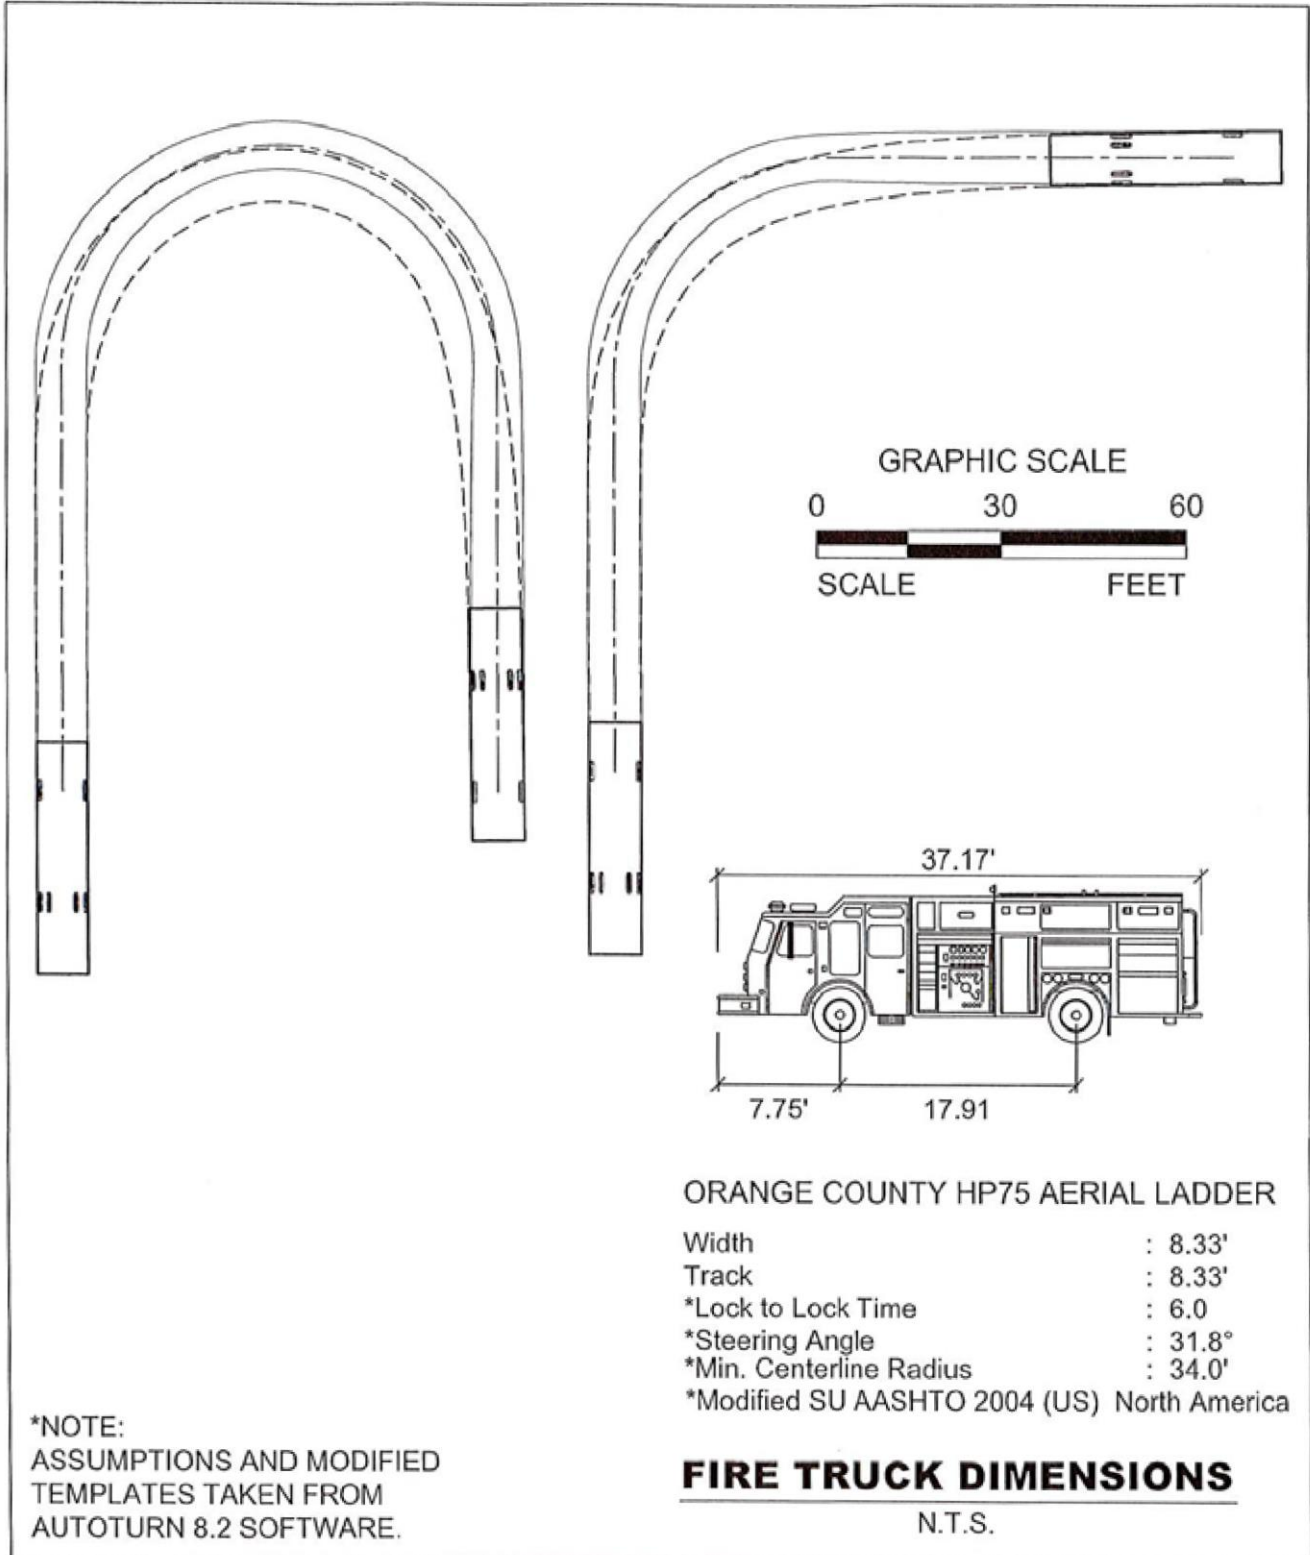 GRAPHIC SCALE
0 30 60
SCALE FEET
37.17'
7.75' 17.91
ORANGE COUNTY HP75 AERIAL LADDER
Width : 8.33'
Track : 8.33'
*Lock to Lock Time : 6.0
*Steering Angle : 31.8°
*Min. Centerline Radius : 34.0'
*Modified SU AASHTO 2004 (US) North America
*NOTE:
ASSUMPTIONS AND MODIFIED
TEMPLATES TAKEN FROM
AUTOTURN 8.2 SOFTWARE.
FIRE TRUCK DIMENSIONS
N.T.S.